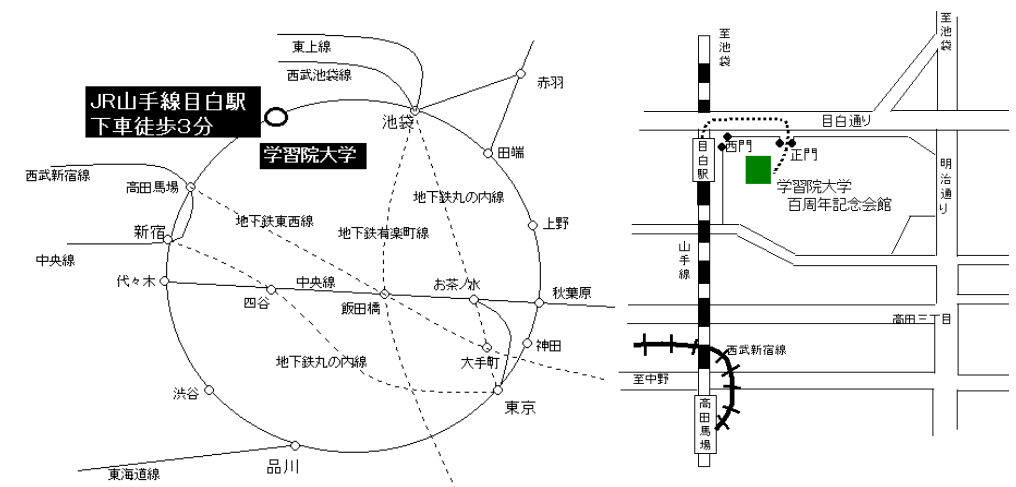 東上線
西武池袋線
JR山手線目白駅
下車徒歩3分
学習院大学
池袋
赤羽
田端
西武新宿線
高田馬場
地下鉄丸の内線
地下鉄東西線
地下鉄有楽町線
上野
新宿
中央線
代々木
中央線
お茶ノ水
秋葉原
四谷
飯田橋
神田
地下鉄丸の内線
大手町
渋谷
東京
品川
東海道線
至池袋
至池袋
目白通り
目白駅
西門
正門
明治通り
学習院大学
百周年記念会館
山手線
高田三丁目
西武新宿線
至中野
高田馬場